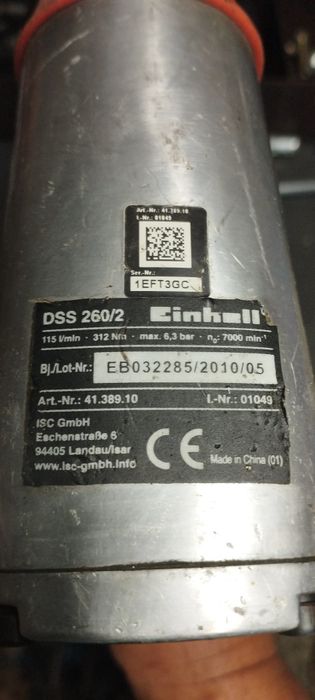 Art.-Nr.: 41.389.10
I.-Nr.: 01049
Ser.-Nr.:
1EFT3GC
DSS 260/2 Einhell
115 l/min · 312 Nm · max. 6,3 bar · n₀: 7000 min⁻¹
Bj./Lot-Nr.: EB032285/2010/05
Art.-Nr.: 41.389.10 I.-Nr.: 01049
ISC GmbH
Eschenstraße 6
94405 Landau/Isar
www.isc-gmbh.info
CE Made in China (01)